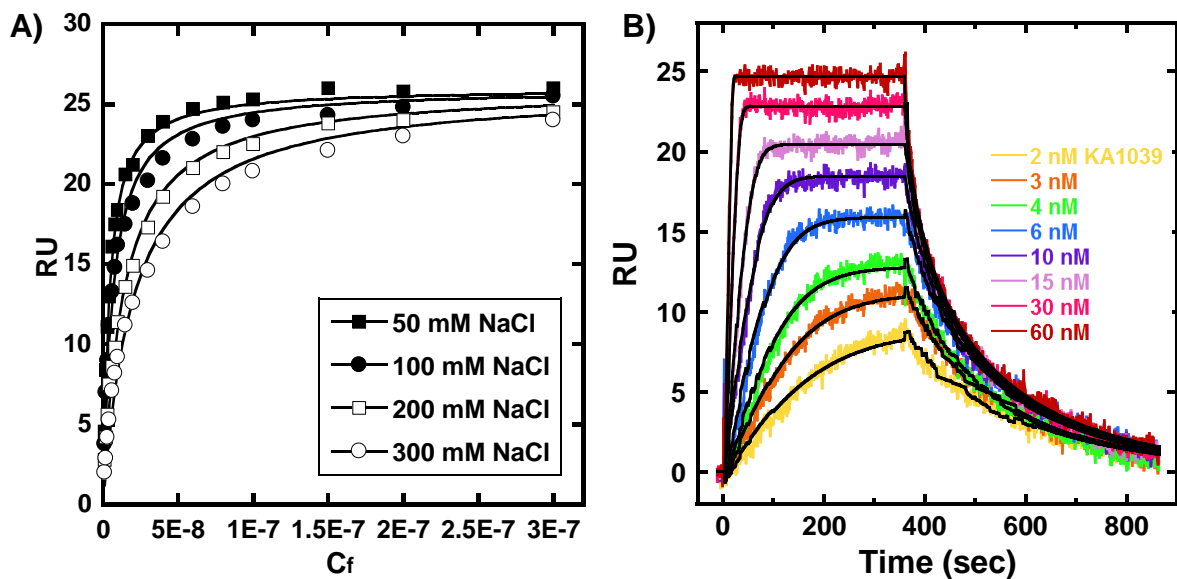 A)
30
25
20
15
10
5
0
RU
0
5E-8
1E-7
1.5E-7
2E-7
2.5E-7
3E-7
Cf
50 mM NaCl
100 mM NaCl
200 mM NaCl
300 mM NaCl
B)
25
20
15
10
5
0
RU
0
200
400
600
800
Time (sec)
2 nM KA1039
3 nM
4 nM
6 nM
10 nM
15 nM
30 nM
60 nM